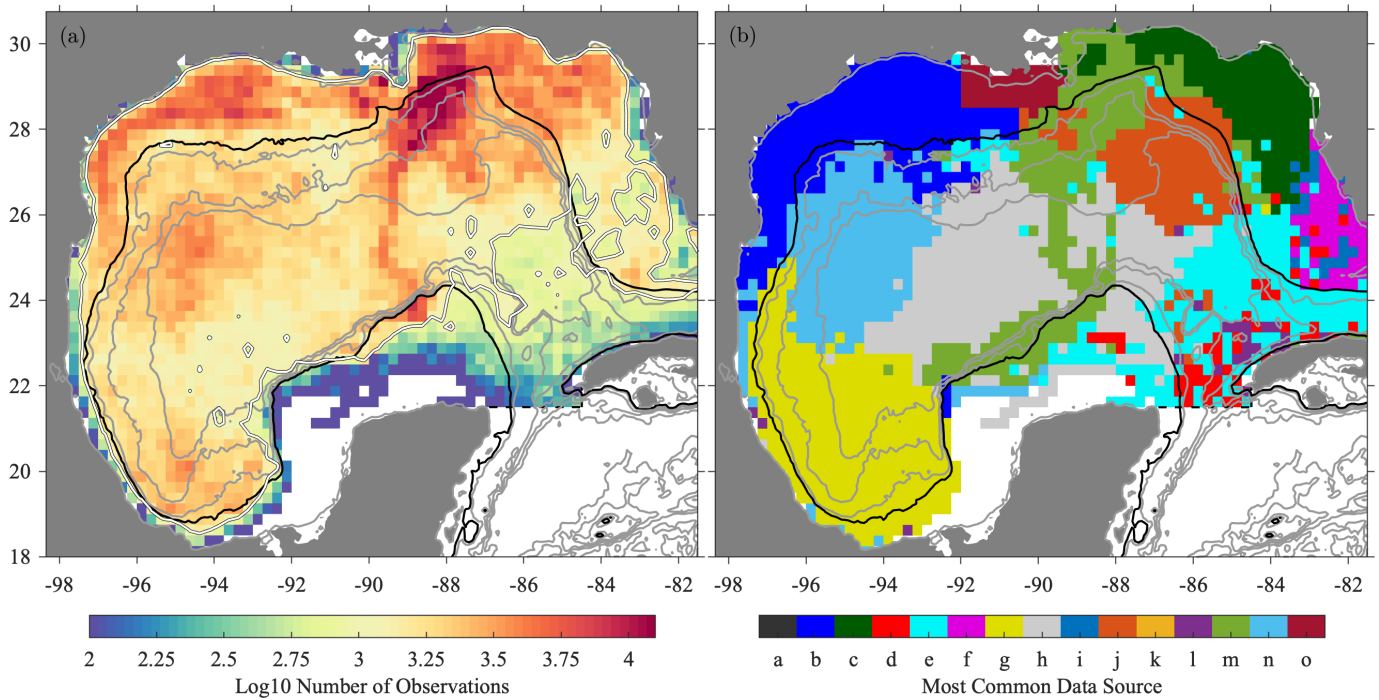 (a)
(b)
30
28
26
24
22
20
18
-98 -96 -94 -92 -90 -88 -86 -84 -82
-98 -96 -94 -92 -90 -88 -86 -84 -82
2 2.25 2.5 2.75 3 3.25 3.5 3.75 4
a b c d e f g h i j k l m n o
Log10 Number of Observations
Most Common Data Source